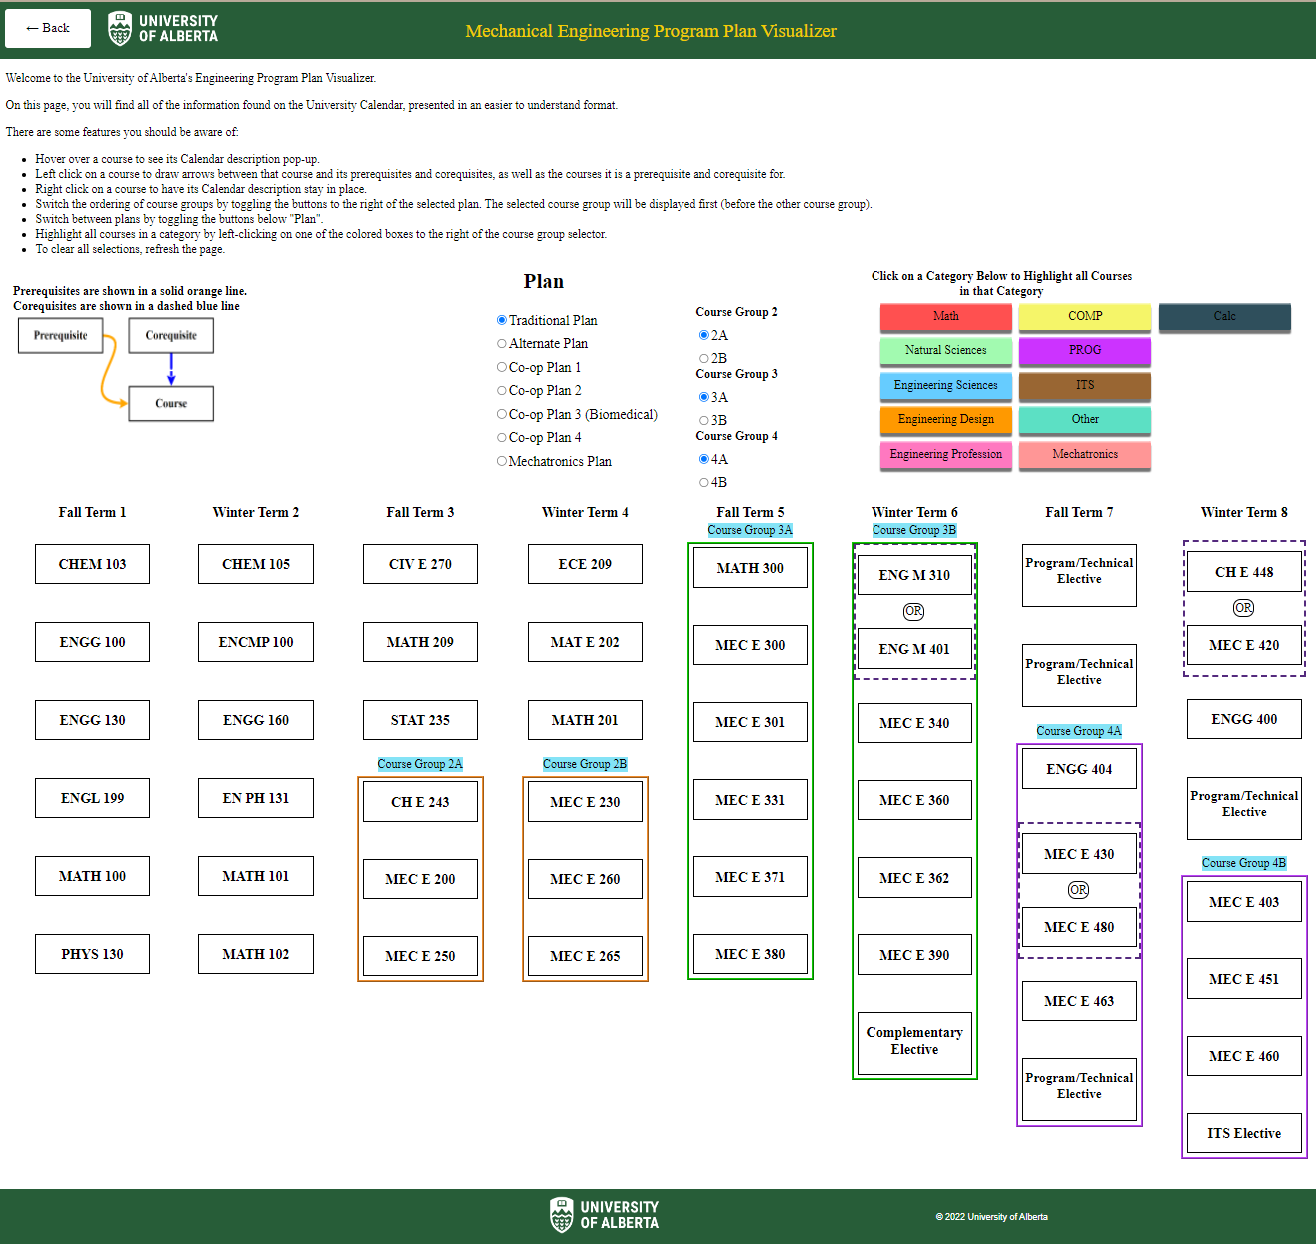 ← Back
UNIVERSITY
OF ALBERTA
Mechanical Engineering Program Plan Visualizer
Welcome to the University of Alberta's Engineering Program Plan Visualizer.
On this page, you will find all of the information found on the University Calendar, presented in an easier to understand format.
There are some features you should be aware of:
• Hover over a course to see its Calendar description pop-up.
• Left click on a course to draw arrows between that course and its prerequisites and corequisites, as well as the courses it is a prerequisite and corequisite for.
• Right click on a course to have its Calendar description stay in place.
• Switch the ordering of course groups by toggling the buttons to the right of the selected plan. The selected course group will be displayed first (before the other course group).
• Switch between plans by toggling the buttons below "Plan".
• Highlight all courses in a category by left-clicking on one of the colored boxes to the right of the course group selector.
• To clear all selections, refresh the page.
Prerequisites are shown in a solid orange line.
Corequisites are shown in a dashed blue line
Prerequisite
Corequisite
Course
Plan
Traditional Plan
Alternate Plan
Co-op Plan 1
Co-op Plan 2
Co-op Plan 3 (Biomedical)
Co-op Plan 4
Mechatronics Plan
Course Group 2
2A
2B
Course Group 3
3A
3B
Course Group 4
4A
4B
Click on a Category Below to Highlight all Courses
in that Category
Math
COMP
Calc
Natural Sciences
PROG
Engineering Sciences
ITS
Engineering Design
Other
Engineering Profession
Mechatronics
Fall Term 1
CHEM 103
ENGG 100
ENGG 130
ENGL 199
MATH 100
PHYS 130
Winter Term 2
CHEM 105
ENCMP 100
ENGG 160
EN PH 131
MATH 101
MATH 102
Fall Term 3
CIV E 270
MATH 209
STAT 235
Course Group 2A
CH E 243
MEC E 200
MEC E 250
Winter Term 4
ECE 209
MAT E 202
MATH 201
Course Group 2B
MEC E 230
MEC E 260
MEC E 265
Fall Term 5
Course Group 3A
MATH 300
MEC E 300
MEC E 301
MEC E 331
MEC E 371
MEC E 380
Winter Term 6
Course Group 3B
ENG M 310
OR
ENG M 401
MEC E 340
MEC E 360
MEC E 362
MEC E 390
Complementary
Elective
Fall Term 7
Program/Technical
Elective
Program/Technical
Elective
Course Group 4A
ENGG 404
MEC E 430
OR
MEC E 480
MEC E 463
Program/Technical
Elective
Winter Term 8
CH E 448
OR
MEC E 420
ENGG 400
Program/Technical
Elective
Course Group 4B
MEC E 403
MEC E 451
MEC E 460
ITS Elective
UNIVERSITY
OF ALBERTA
© 2022 University of Alberta